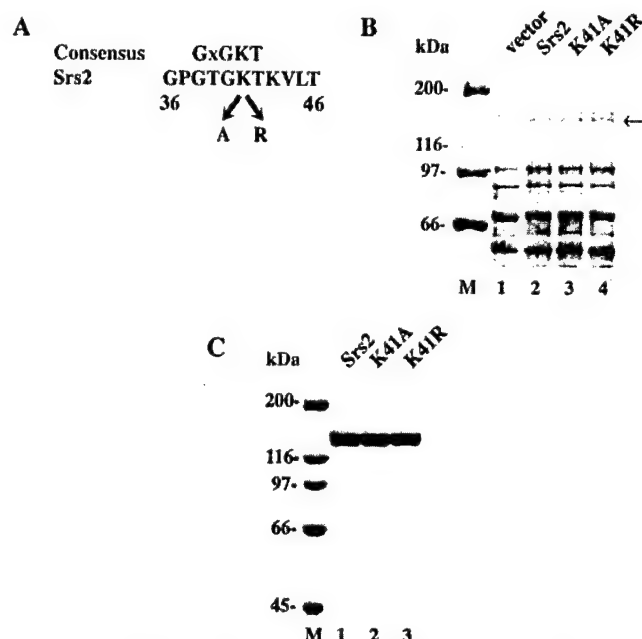 A
Consensus GxGKT
Srs2 GPGTGKTKVLT
36 46
A R
B
kDa
vector Srs2 K41A K41R
200-
116-
97-
66-
M 1 2 3 4
C
kDa
Srs2 K41A K41R
200-
116-
97-
66-
45-
M 1 2 3